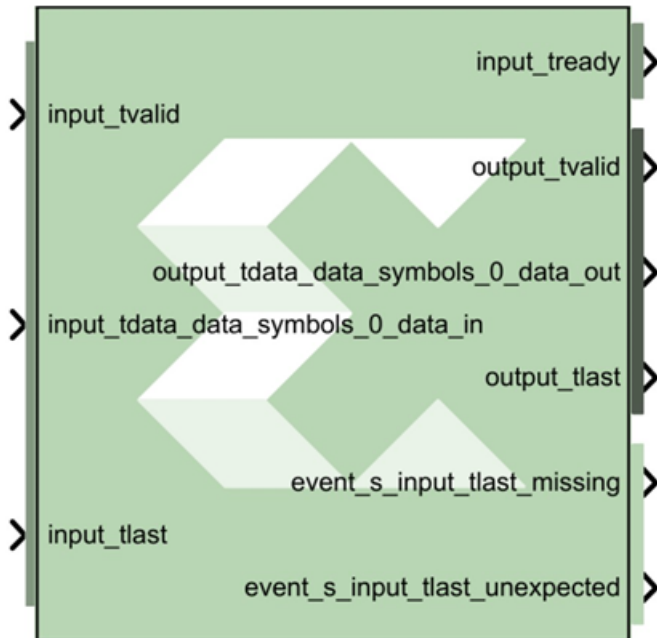 input_tready
input_tvalid
output_tvalid
output_tdata_data_symbols_0_data_out
input_tdata_data_symbols_0_data_in
output_tlast
event_s_input_tlast_missing
input_tlast
event_s_input_tlast_unexpected